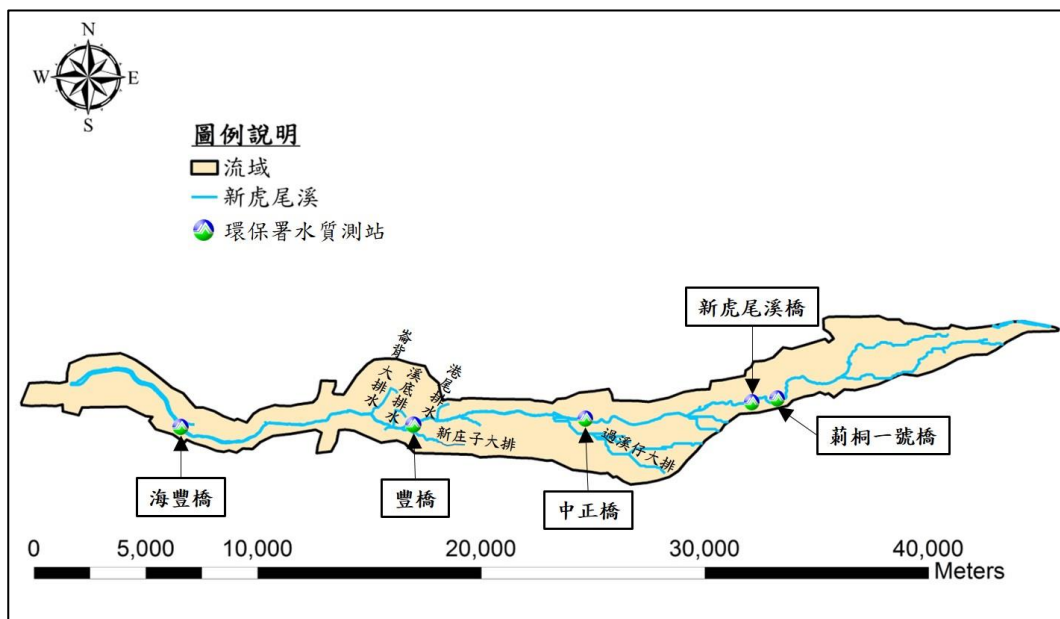 N
W E
S
圖例說明
流域
新虎尾溪
環保署水質測站
新虎尾溪橋
崙背大排水
溪底排水
港尾排水
新庄子大排
過溪仔大排
莿桐一號橋
海豐橋
豐橋
中正橋
0 5,000 10,000 20,000 30,000 40,000
Meters